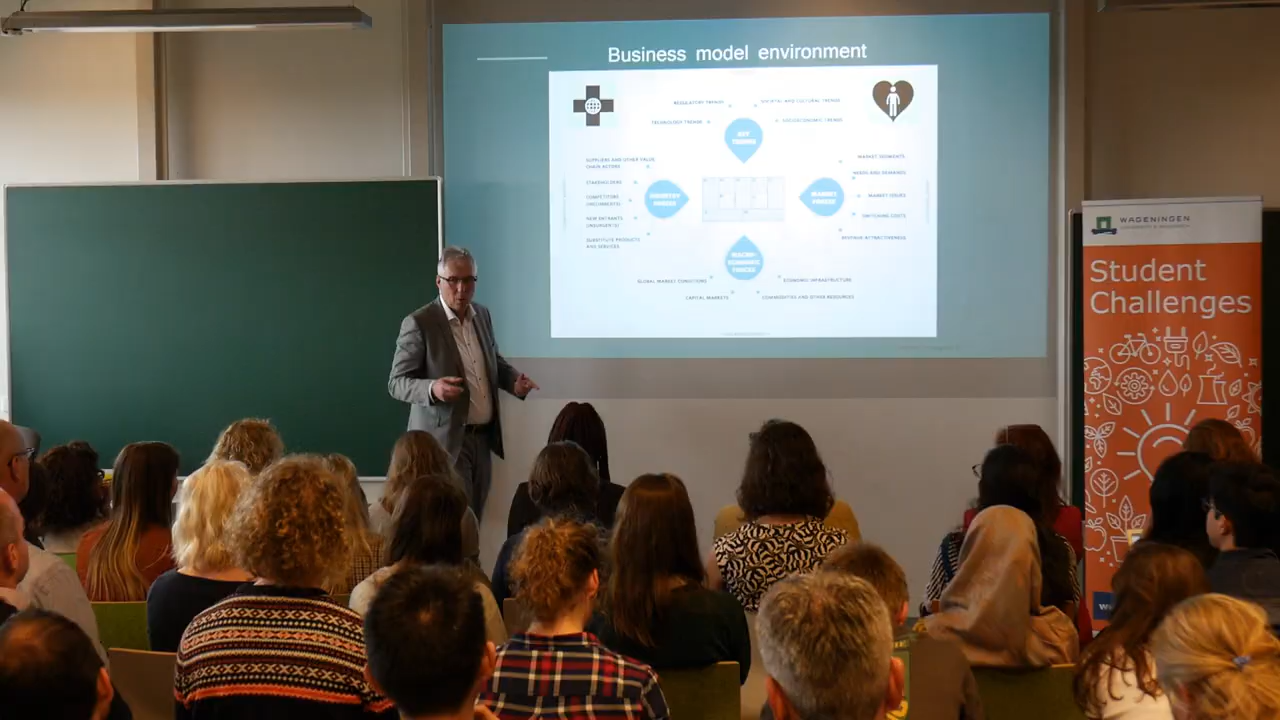 Business model environment
REGULATORY TRENDS
SOCIETAL AND CULTURAL TRENDS
TECHNOLOGY TRENDS
SOCIOECONOMIC TRENDS
KEY
TRENDS
SUPPLIERS AND OTHER VALUE
CHAIN ACTORS
STAKEHOLDERS
COMPETITORS
(INCUMBENTS)
NEW ENTRANTS
(INSURGENTS)
SUBSTITUTE PRODUCTS
AND SERVICES
INDUSTRY
FORCES
MARKET
FORCES
MARKET SEGMENTS
NEEDS AND DEMANDS
MARKET ISSUES
SWITCHING COSTS
REVENUE ATTRACTIVENESS
MACRO-
ECONOMIC
FORCES
GLOBAL MARKET CONDITIONS
ECONOMIC INFRASTRUCTURE
CAPITAL MARKETS
COMMODITIES AND OTHER RESOURCES
WAGENINGEN
UNIVERSITY & RESEARCH
Student
Challenges